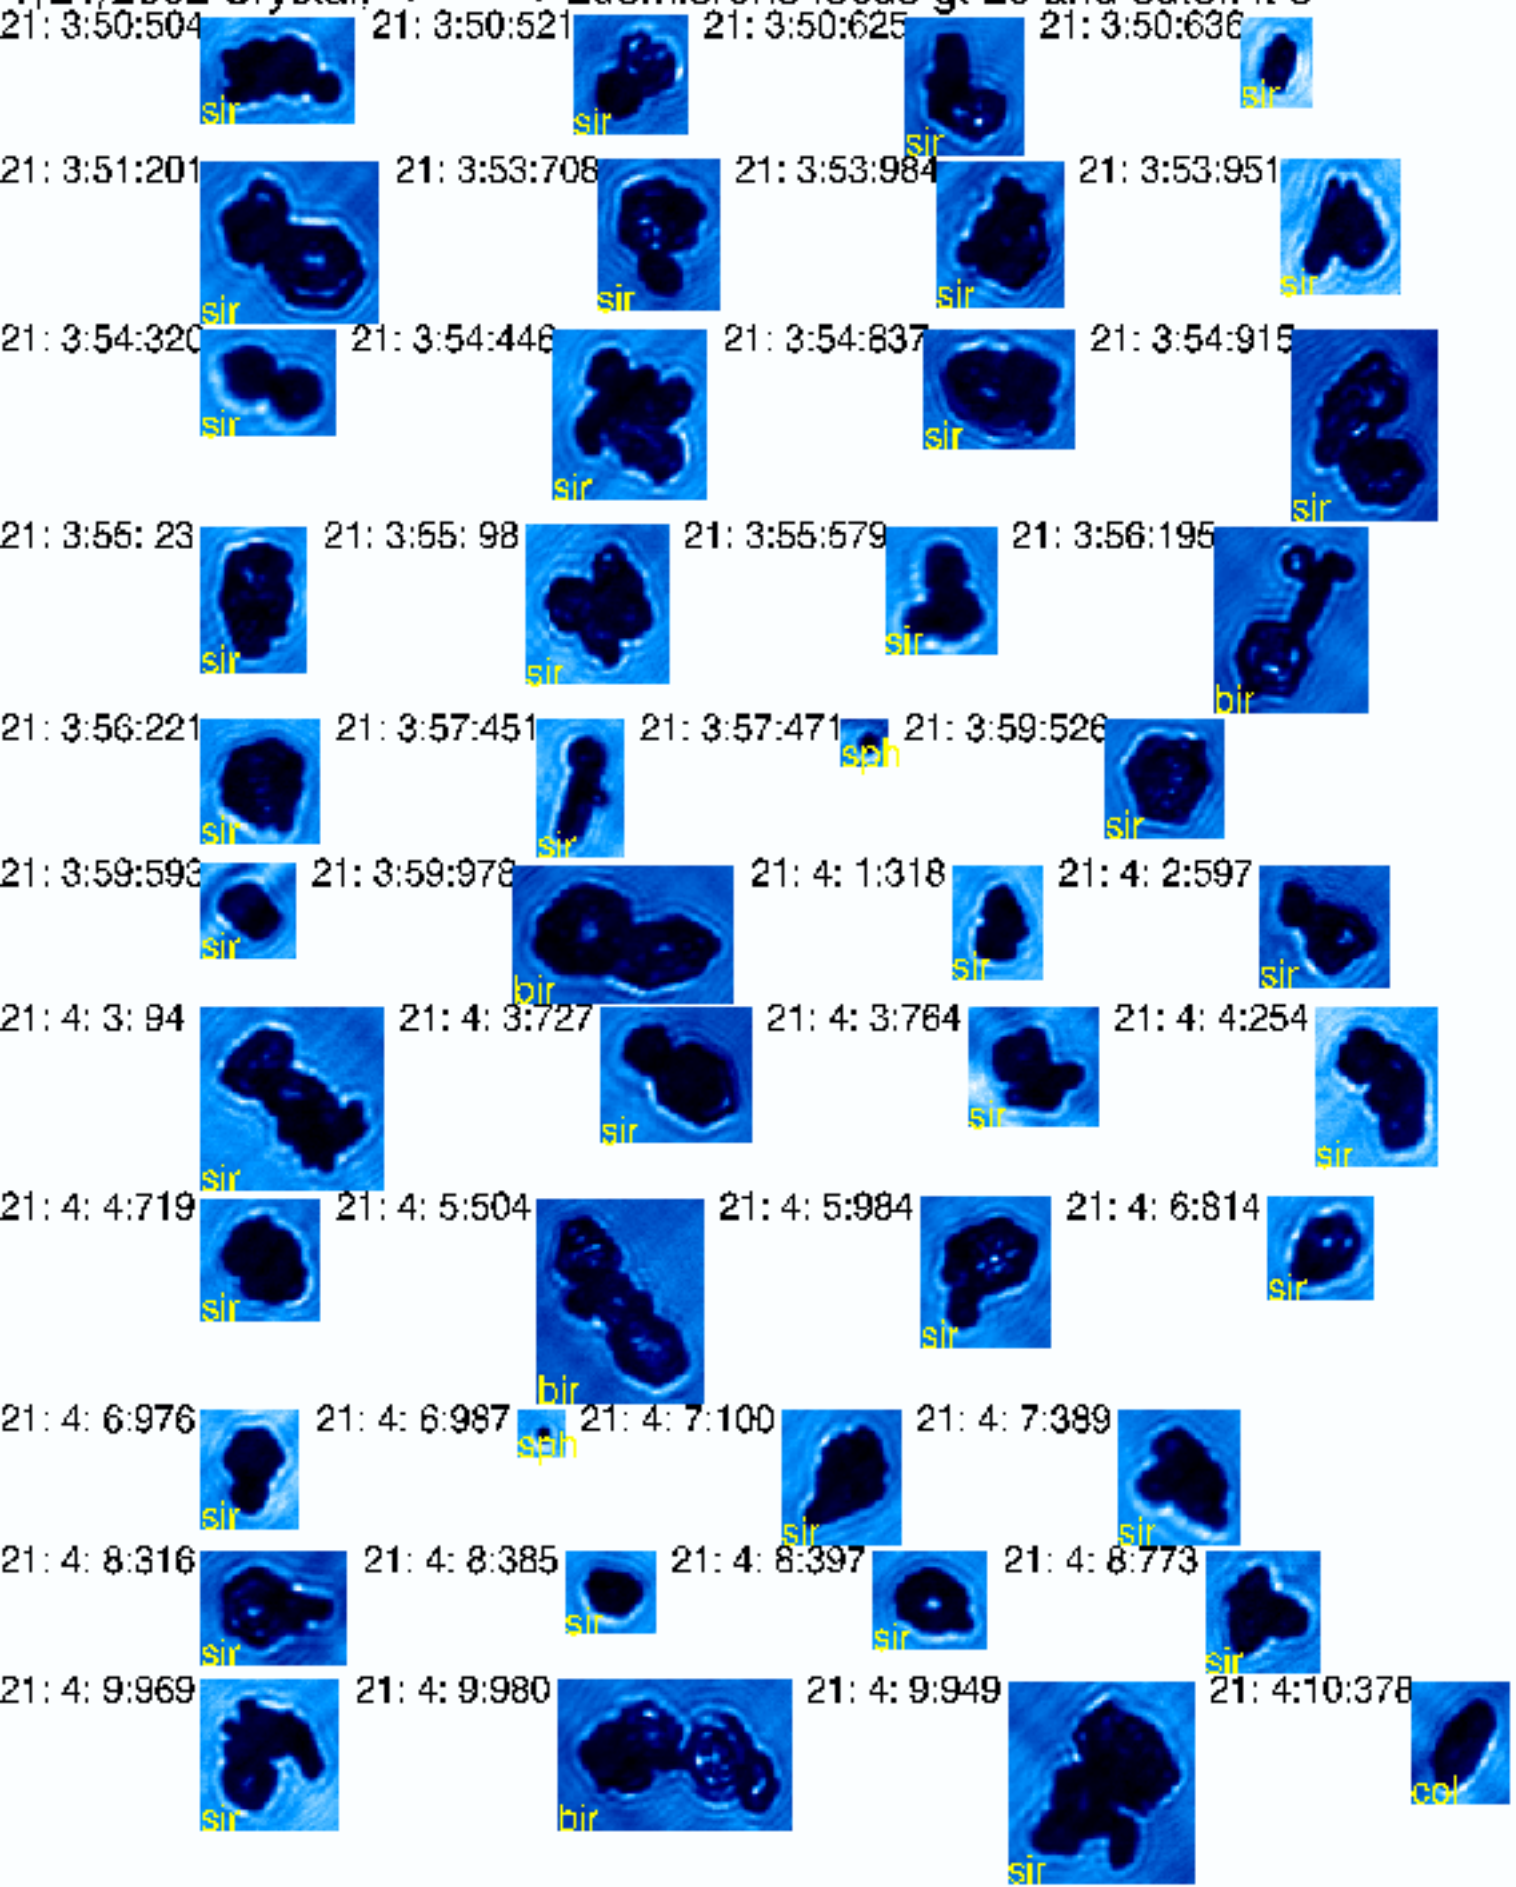 21: 3:50:504 21: 3:50:521 21: 3:50:625 21: 3:50:636
sir sir sir sir
21: 3:51:201 21: 3:53:708 21: 3:53:984 21: 3:53:951
sir sir sir sir
21: 3:54:320 21: 3:54:446 21: 3:54:837 21: 3:54:915
sir sir sir sir
21: 3:55: 23 21: 3:55: 98 21: 3:55:579 21: 3:56:195
sir sir sir bir
21: 3:56:221 21: 3:57:451 21: 3:57:471 21: 3:59:526
sir sir sph sir
21: 3:59:593 21: 3:59:978 21: 4: 1:318 21: 4: 2:597
sir bir sir sir
21: 4: 3: 94 21: 4: 3:727 21: 4: 3:764 21: 4: 4:254
sir sir sir sir
21: 4: 4:719 21: 4: 5:504 21: 4: 5:984 21: 4: 6:814
sir bir sir sir
21: 4: 6:976 21: 4: 6:987 21: 4: 7:100 21: 4: 7:389
sir sph sir sir
21: 4: 8:316 21: 4: 8:385 21: 4: 8:397 21: 4: 8:773
sir sir sir sir
21: 4: 9:969 21: 4: 9:980 21: 4: 9:949 21: 4:10:378
sir bir sir col